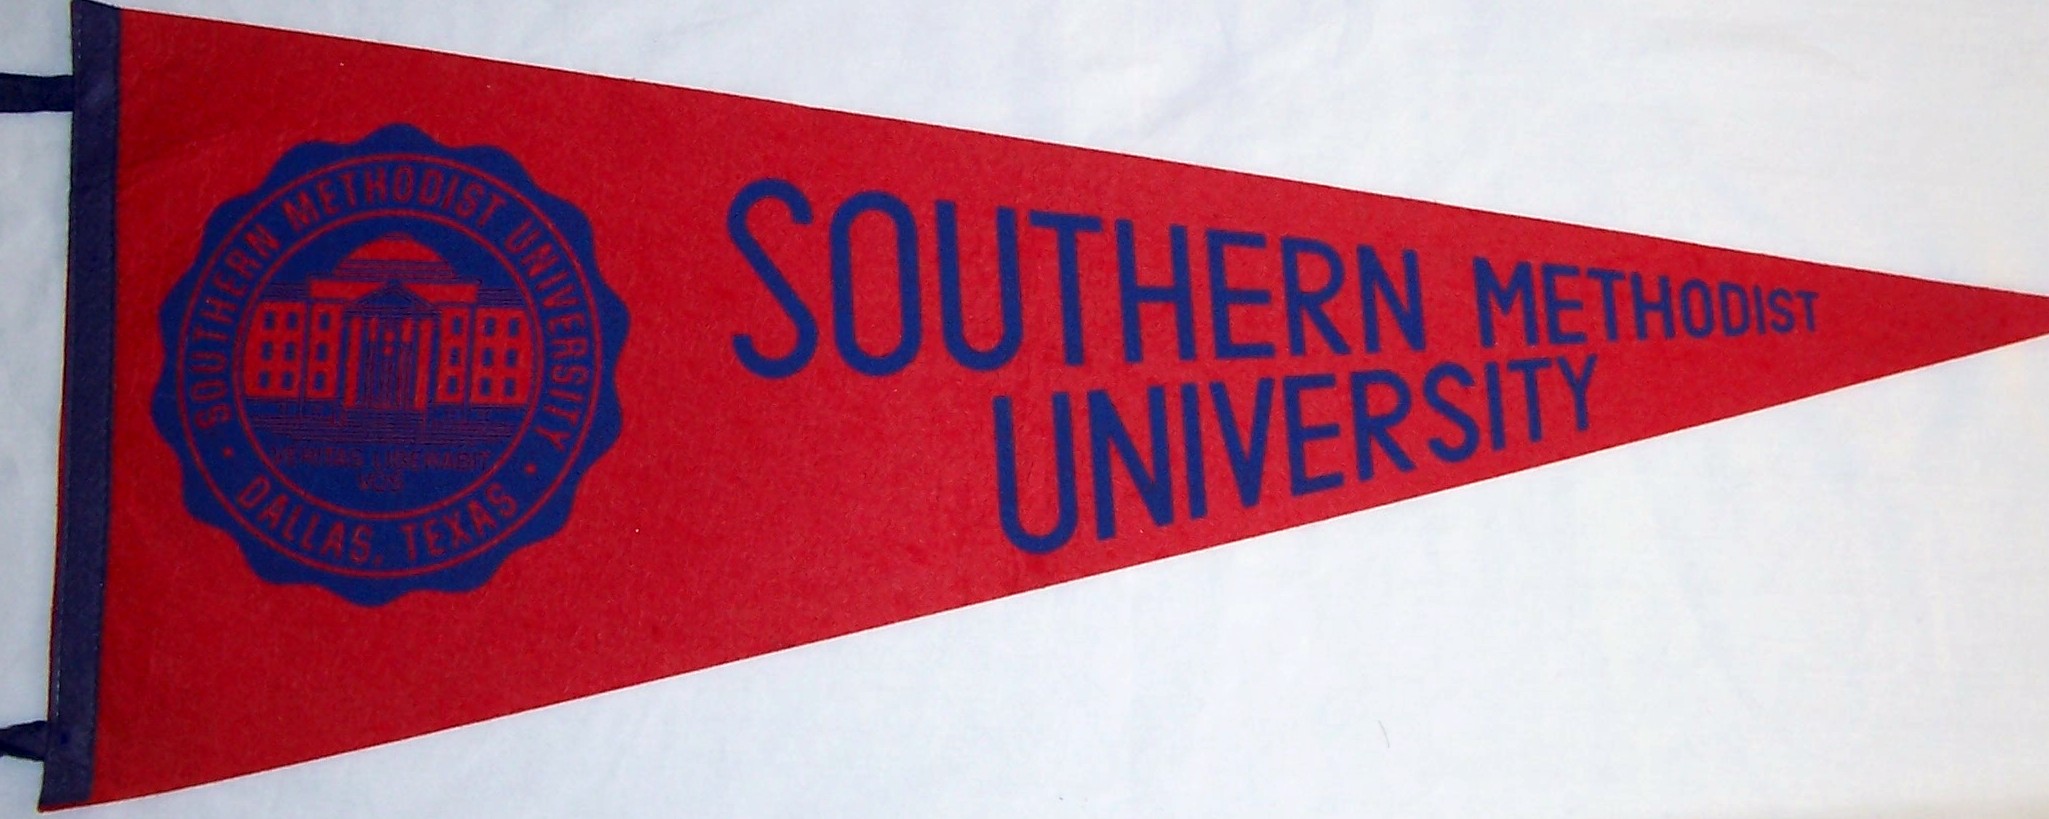 SOUTHERN METHODIST UNIVERSITY
VERITAS LIBERABIT
VOS
DALLAS, TEXAS
SOUTHERN METHODIST
UNIVERSITY